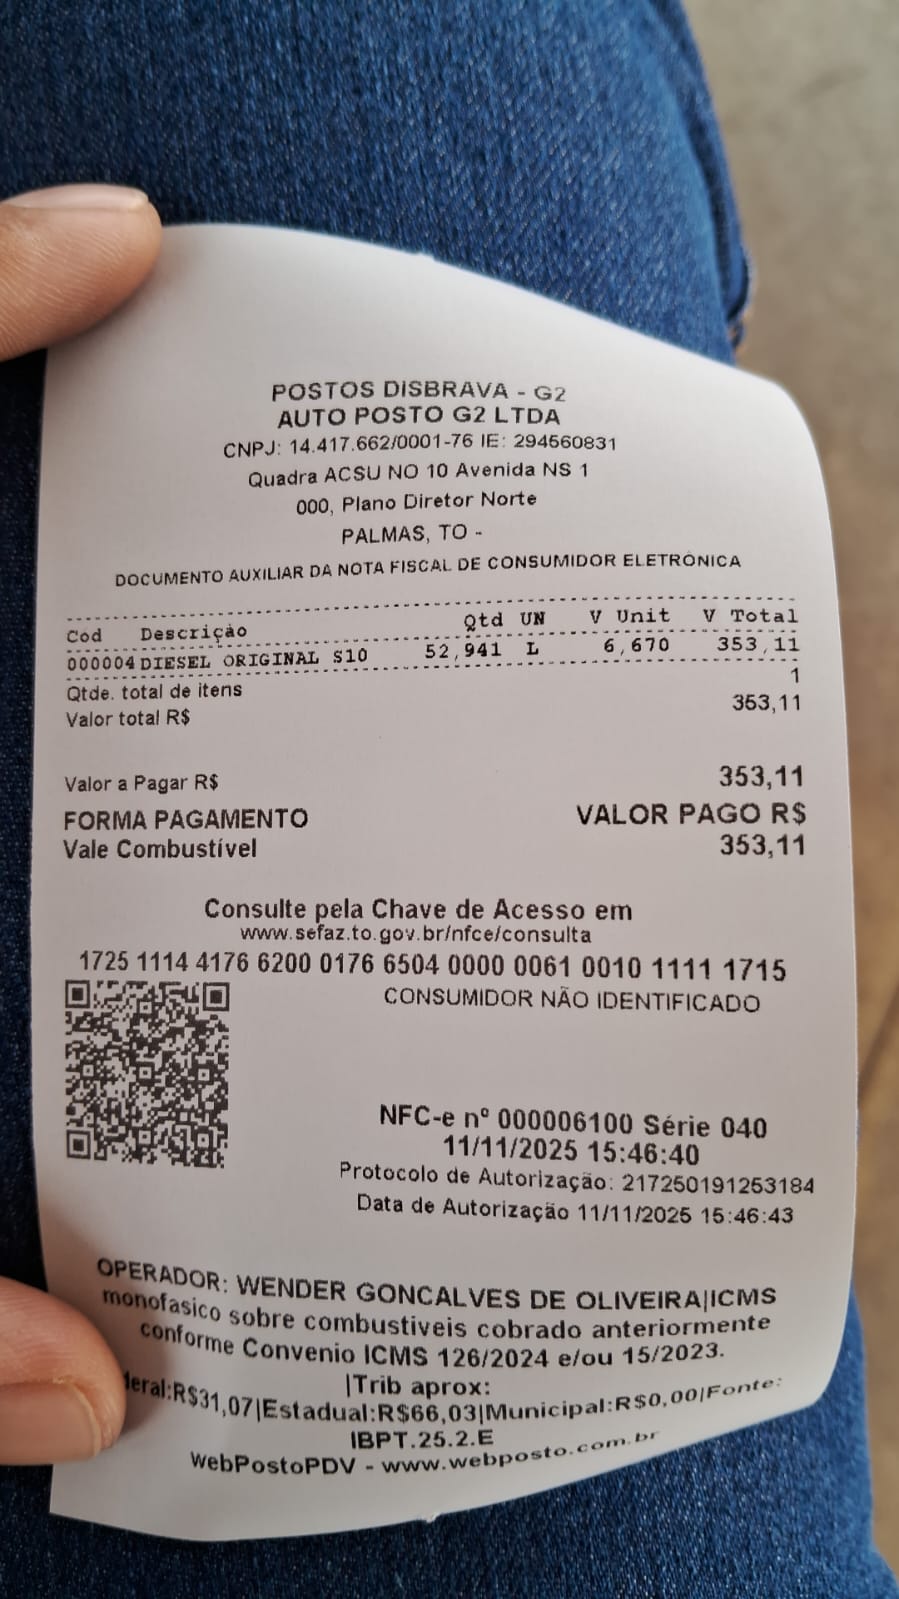 POSTOS DISBRAVA - G2
AUTO POSTO G2 LTDA
CNPJ: 14.417.662/0001-76 IE: 294560831
Quadra ACSU NO 10 Avenida NS 1
000, Plano Diretor Norte
PALMAS, TO -
DOCUMENTO AUXILIAR DA NOTA FISCAL DE CONSUMIDOR ELETRÔNICA
Cod Descrição Qtd UN V Unit V Total
000004 DIESEL ORIGINAL S10 52,941 L 6,670 353,11
Qtde. total de itens 1
Valor total R$ 353,11
Valor a Pagar R$ 353,11
FORMA PAGAMENTO VALOR PAGO R$
Vale Combustível 353,11
Consulte pela Chave de Acesso em
www.sefaz.to.gov.br/nfce/consulta
1725 1114 4176 6200 0176 6504 0000 0061 0010 1111 1715
CONSUMIDOR NÃO IDENTIFICADO
NFC-e nº 000006100 Série 040
11/11/2025 15:46:40
Protocolo de Autorização: 217250191253184
Data de Autorização 11/11/2025 15:46:43
OPERADOR: WENDER GONCALVES DE OLIVEIRA|ICMS
monofasico sobre combustiveis cobrado anteriormente
conforme Convenio ICMS 126/2024 e/ou 15/2023.
|Trib aprox:
deral:R$31,07|Estadual:R$66,03|Municipal:R$0,00|Fonte:
IBPT.25.2.E
WebPostoPDV - www.webposto.com.br